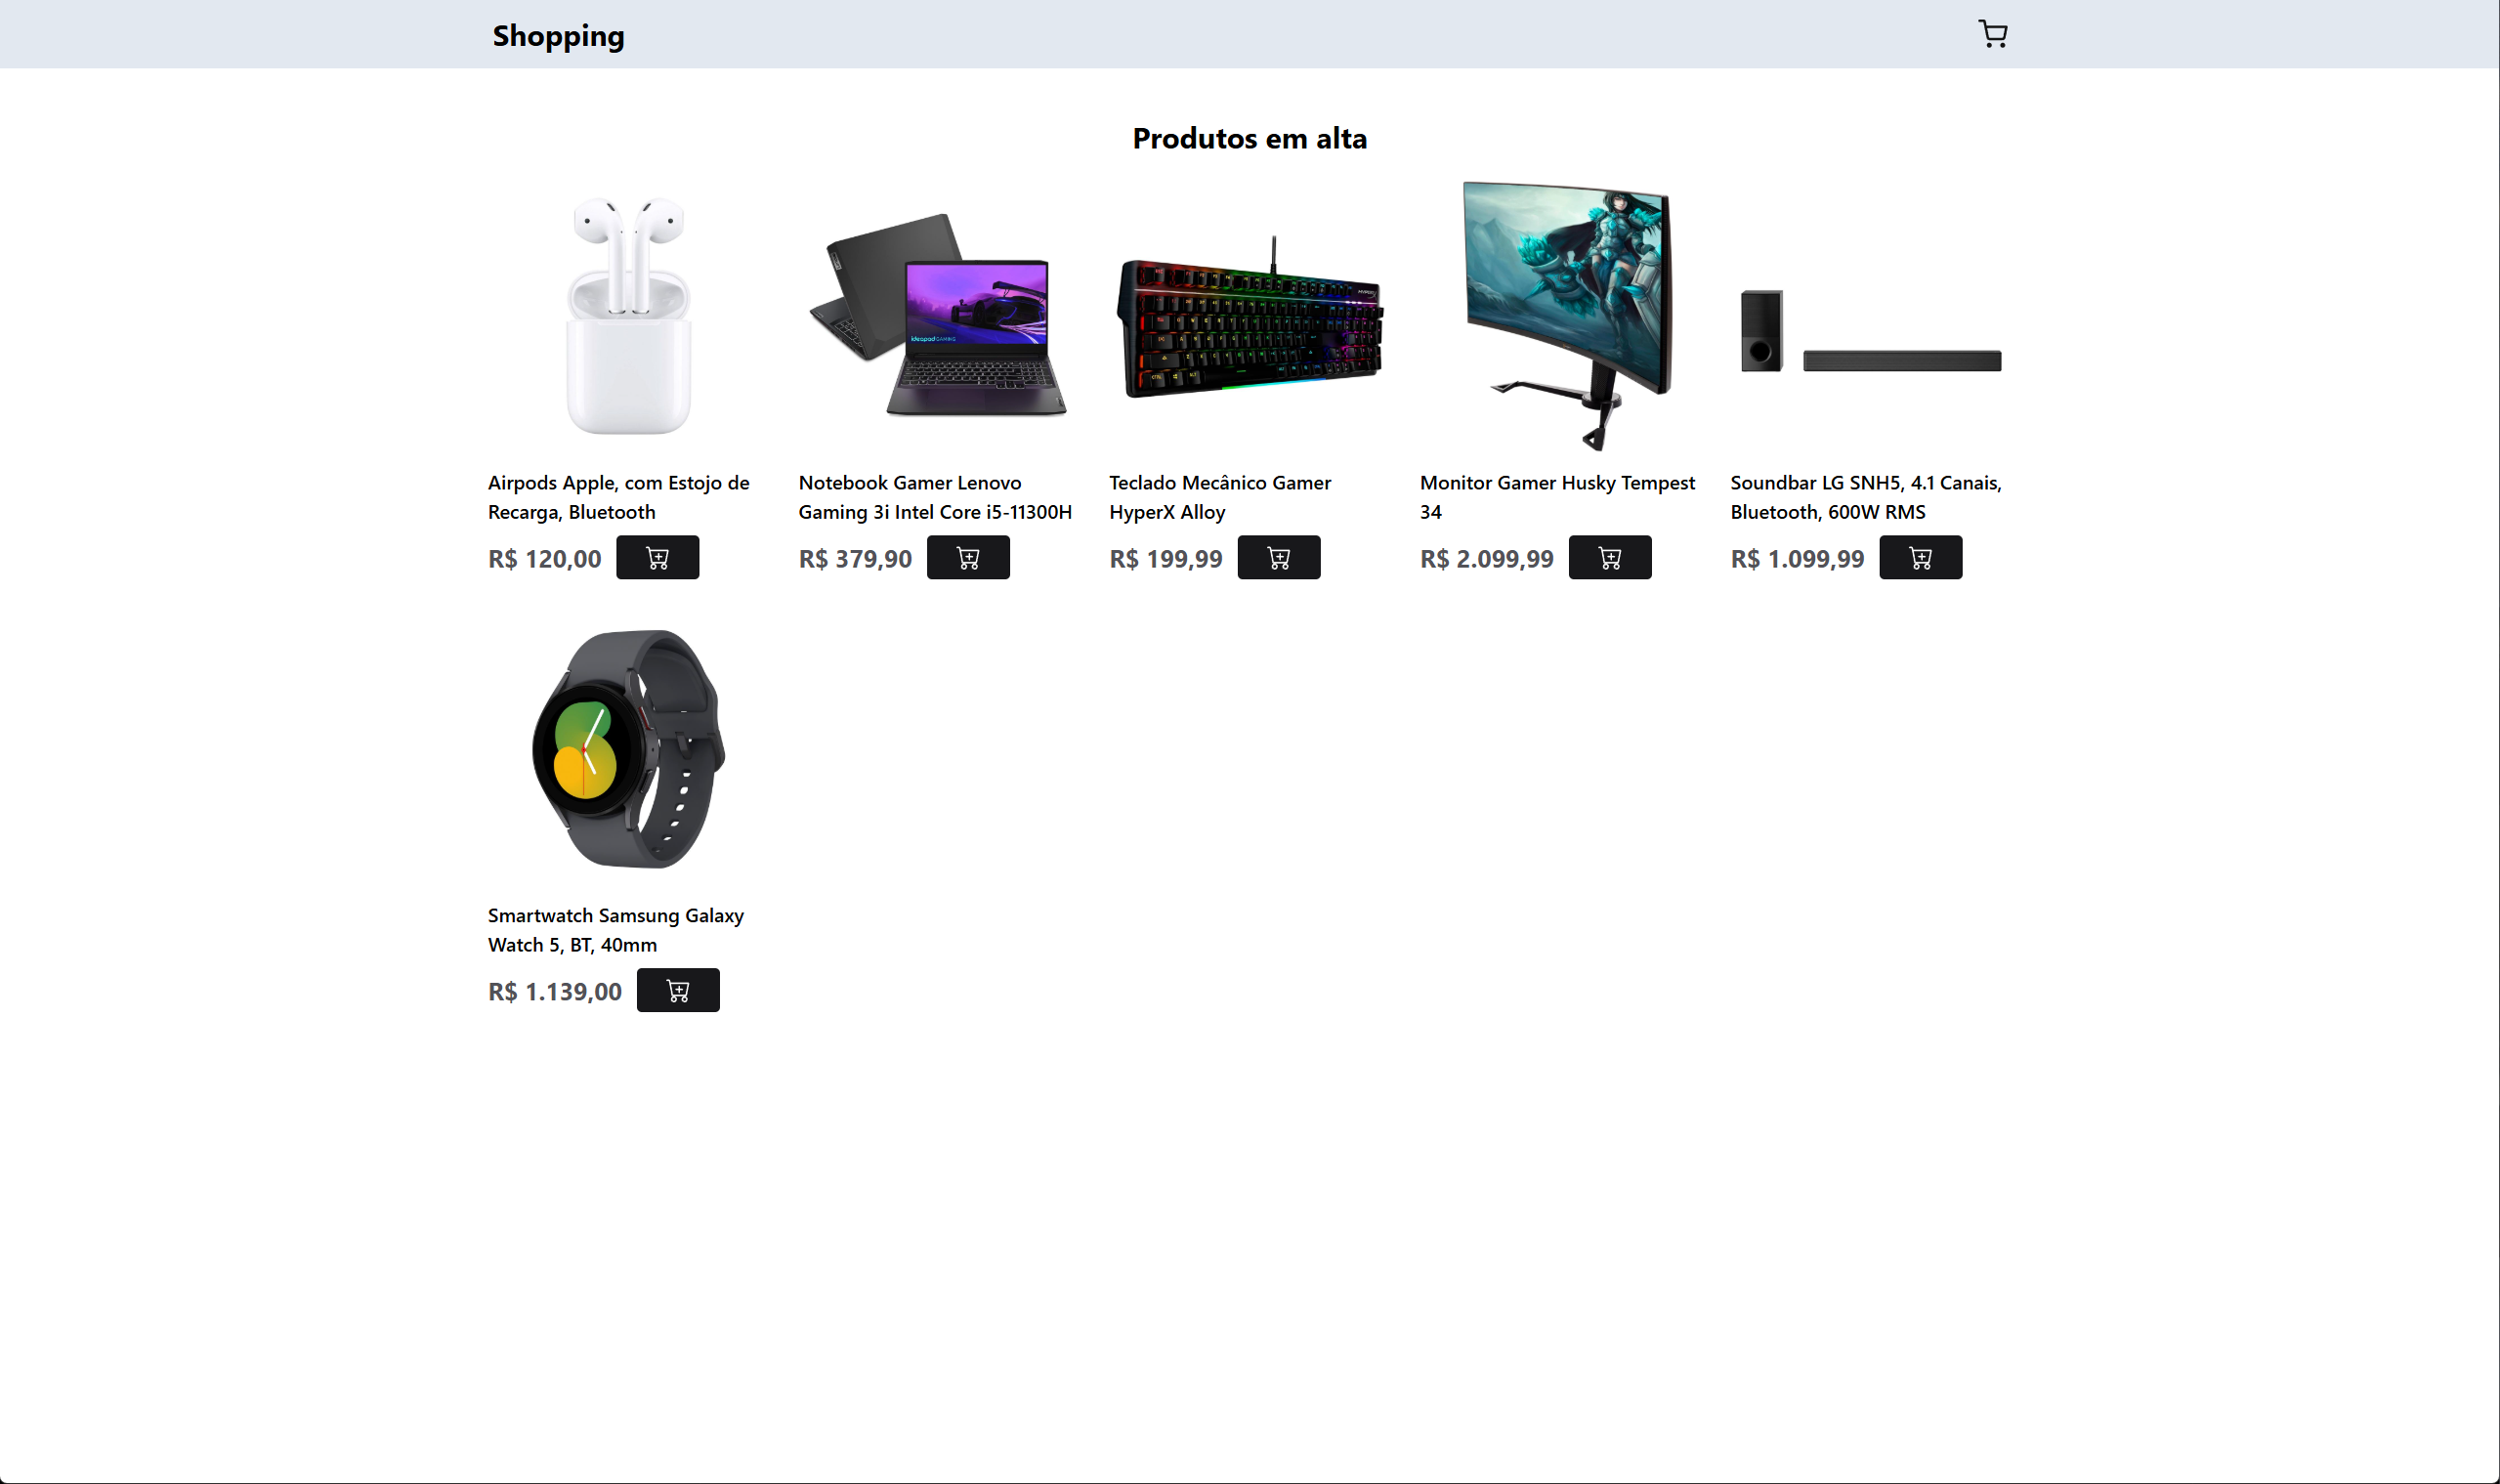 Shopping
Produtos em alta
ideapad GAMING
HYPERX
Airpods Apple, com Estojo de
Recarga, Bluetooth
R$ 120,00
Notebook Gamer Lenovo
Gaming 3i Intel Core i5-11300H
R$ 379,90
Teclado Mecânico Gamer
HyperX Alloy
R$ 199,99
Monitor Gamer Husky Tempest
34
R$ 2.099,99
Soundbar LG SNH5, 4.1 Canais,
Bluetooth, 600W RMS
R$ 1.099,99
Smartwatch Samsung Galaxy
Watch 5, BT, 40mm
R$ 1.139,00